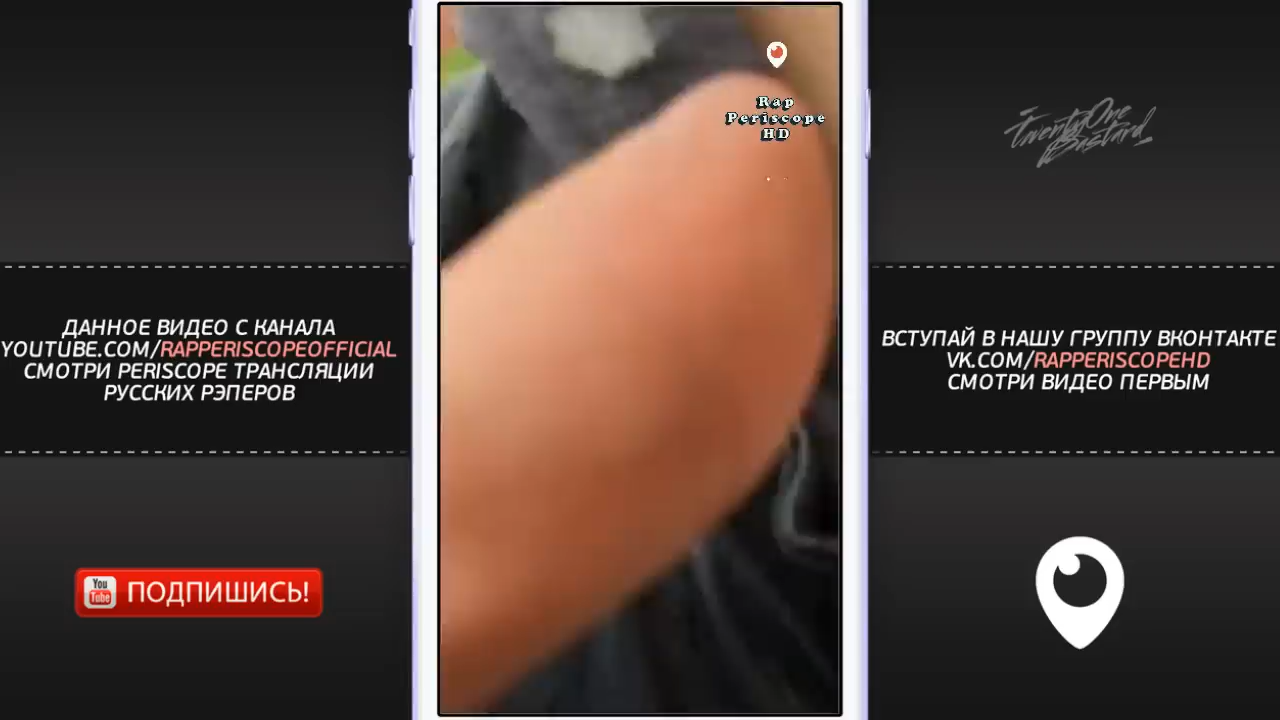 Rap
Periscope
HD
TwentyOne
Bastard
ДАННОЕ ВИДЕО С КАНАЛА
YOUTUBE.COM/RAPPERISCOPEOFFICIAL
СМОТРИ PERISCOPE ТРАНСЛЯЦИИ
РУССКИХ РЭПЕРОВ
ВСТУПАЙ В НАШУ ГРУППУ ВКОНТАКТЕ
VK.COM/RAPPERISCOPEHD
СМОТРИ ВИДЕО ПЕРВЫМ
You
Tube
ПОДПИШИСЬ!